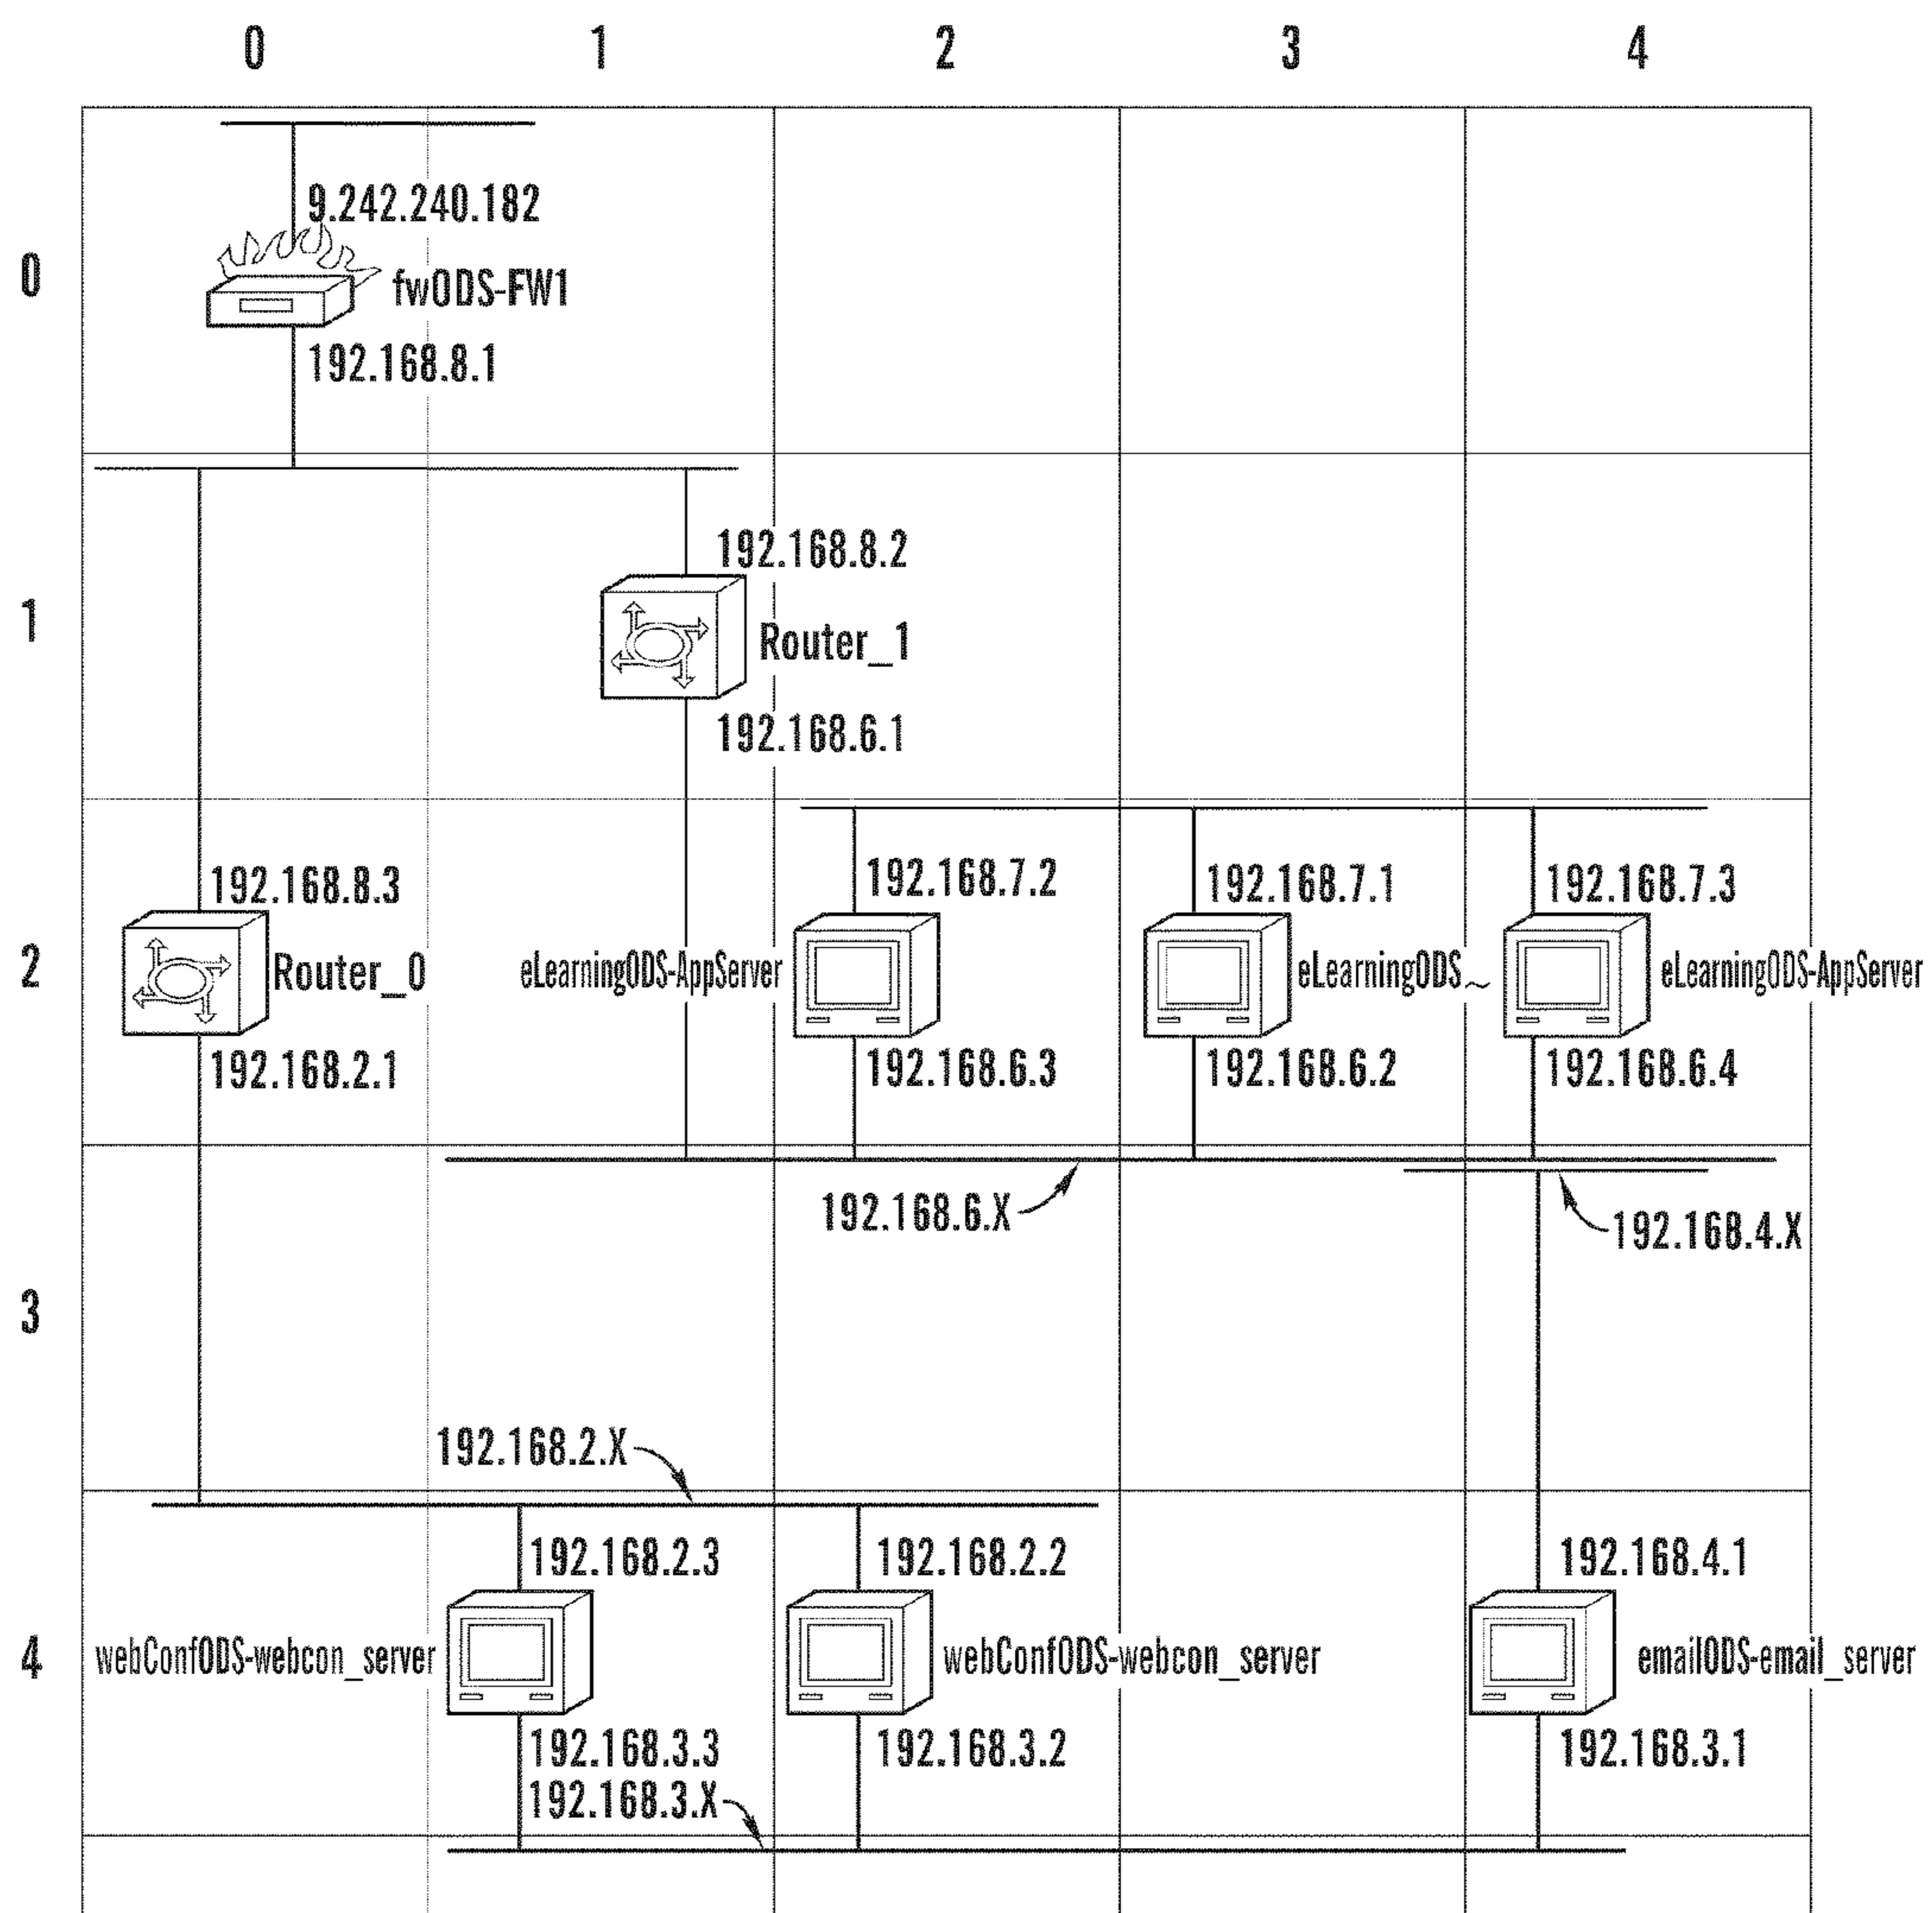 0 1 2 3 4
9.242.240.182
0
fwODS-FW1
192.168.8.1
192.168.8.2
1
Router_1
192.168.6.1
192.168.8.3
192.168.7.2
192.168.7.1
192.168.7.3
2
Router_0
eLearningODS-AppServer
eLearningODS~
eLearningODS-AppServer
192.168.2.1
192.168.6.3
192.168.6.2
192.168.6.4
192.168.6.X
192.168.4.X
3
192.168.2.X
192.168.2.3
192.168.2.2
192.168.4.1
4
webConfODS-webcon_server
webConfODS-webcon_server
emailODS-email_server
192.168.3.3
192.168.3.2
192.168.3.1
192.168.3.X